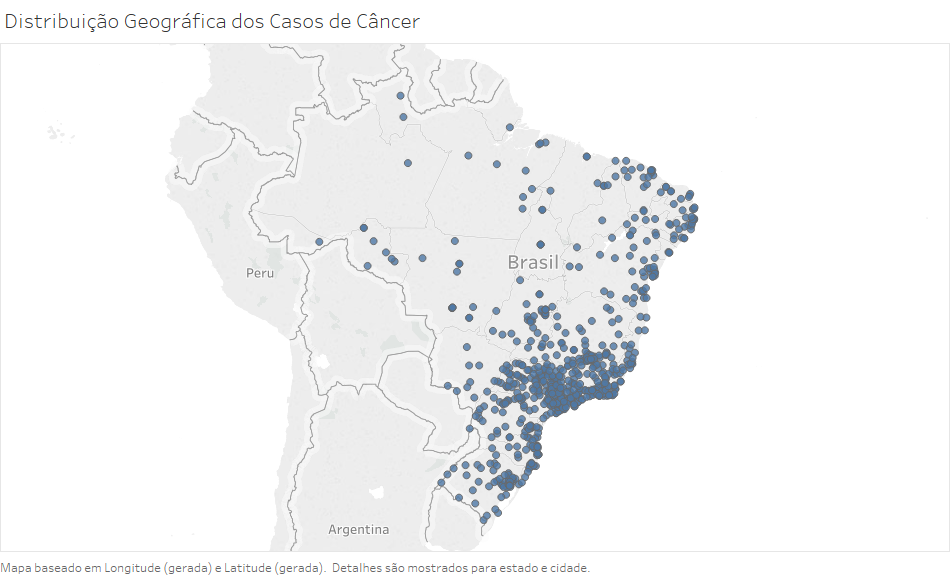 Distribuição Geográfica dos Casos de Câncer
Brasil
Peru
Argentina
Mapa baseado em Longitude (gerada) e Latitude (gerada). Detalhes são mostrados para estado e cidade.